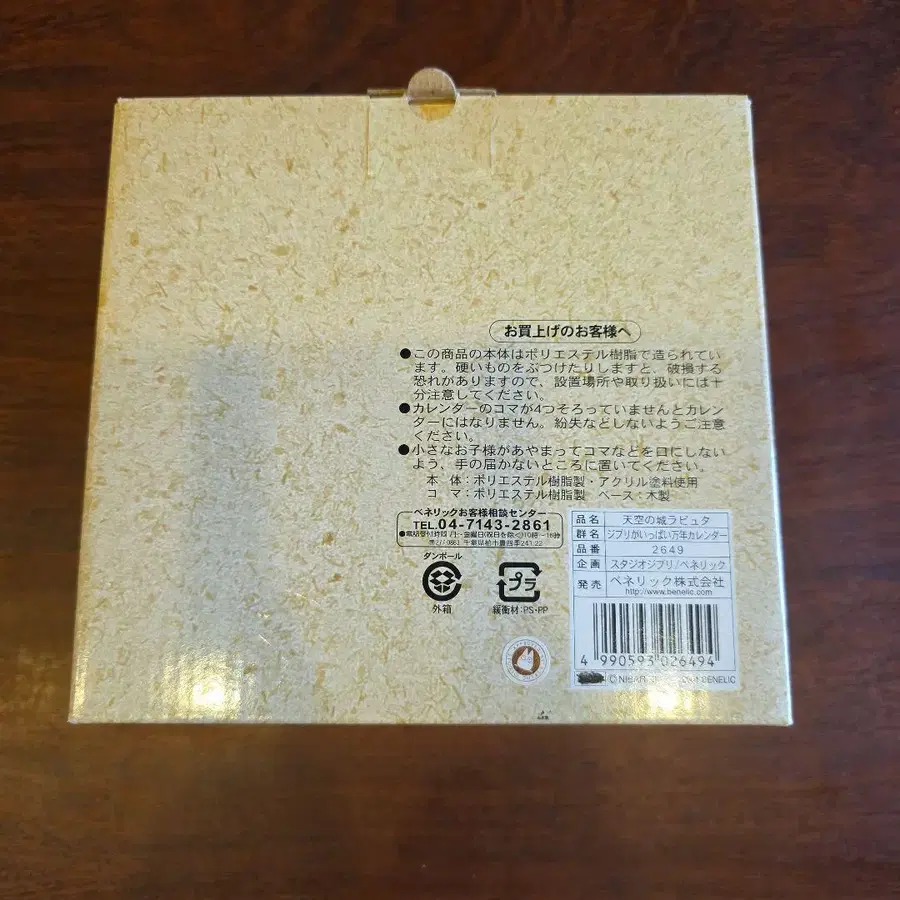 お買上げのお客様へ
●この商品の本体はポリエステル樹脂で造られてい
ます。硬いものをぶつけたりしますと、破損する
恐れがありますので、設置場所や取り扱いには十
分注意してください。
●カレンダーのコマが4つそろっていませんとカレン
ダーにはなりません。紛失などしないようご注意
ください。
●小さなお子様があやまってコマなどを口にしない
よう、手の届かないところに置いてください。
本 体:ポリエステル樹脂製・アクリル塗料使用
コ マ:ポリエステル樹脂製 ベース:木製
ベネリックお客様相談センター
TEL.04-7143-2861
品名 天空の城ラピュタ
群名 ジブリがいっぱい万年カレンダー
品番 2649
企画 スタジオジブリ/ベネリック
発売 ベネリック株式会社
http://www.benelic.com
4 990593 026494
BENELIC
ダンボール
外箱
プラ
緩衝材:PS・PP